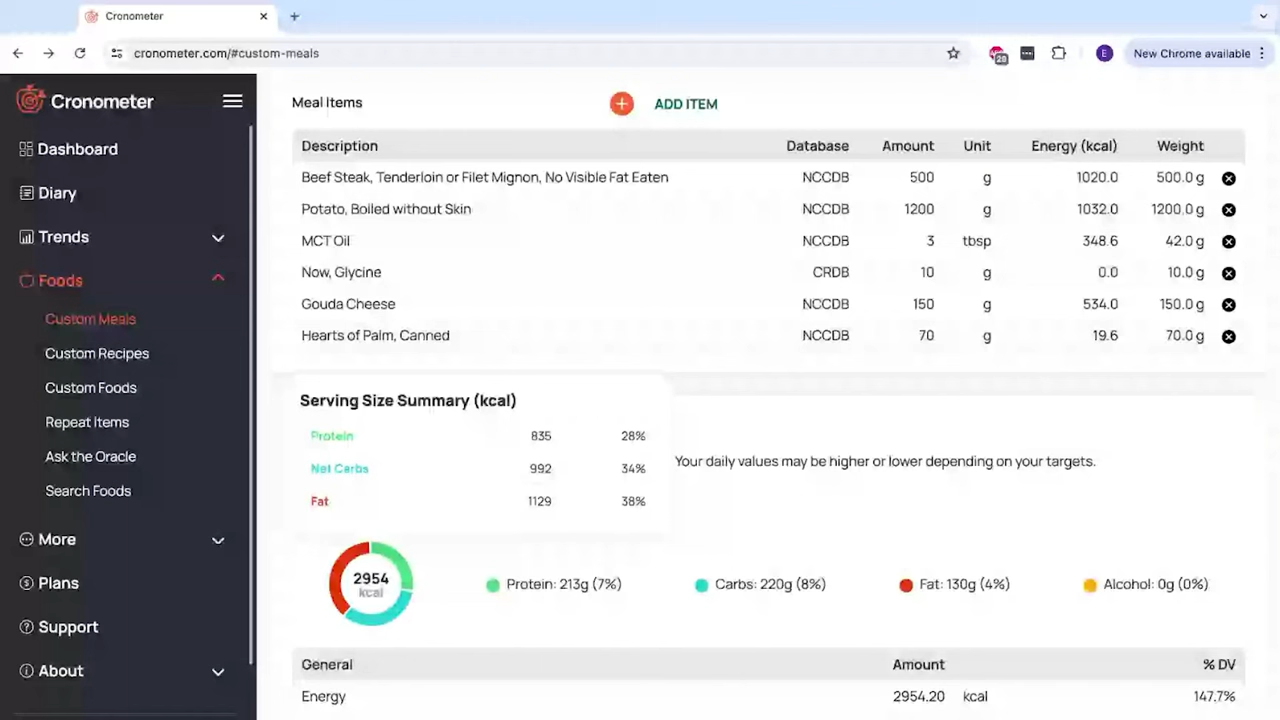 Cronometer
cronometer.com/#custom-meals
28
E
New Chrome available
Cronometer
Dashboard
Diary
Trends
Foods
Custom Meals
Custom Recipes
Custom Foods
Repeat Items
Ask the Oracle
Search Foods
More
Plans
Support
About
Meal Items
ADD ITEM
Description Database Amount Unit Energy (kcal) Weight
Beef Steak, Tenderloin or Filet Mignon, No Visible Fat Eaten NCCDB 500 g 1020.0 500.0 g
Potato, Boiled without Skin NCCDB 1200 g 1032.0 1200.0 g
MCT Oil NCCDB 3 tbsp 348.6 42.0 g
Now, Glycine CRDB 10 g 0.0 10.0 g
Gouda Cheese NCCDB 150 g 534.0 150.0 g
Hearts of Palm, Canned NCCDB 70 g 19.6 70.0 g
Serving Size Summary (kcal)
Protein 835 28%
Net Carbs 992 34%
Fat 1129 38%
Your daily values may be higher or lower depending on your targets.
2954
kcal
Protein: 213g (7%) Carbs: 220g (8%) Fat: 130g (4%) Alcohol: 0g (0%)
General Amount % DV
Energy 2954.20 kcal 147.7%